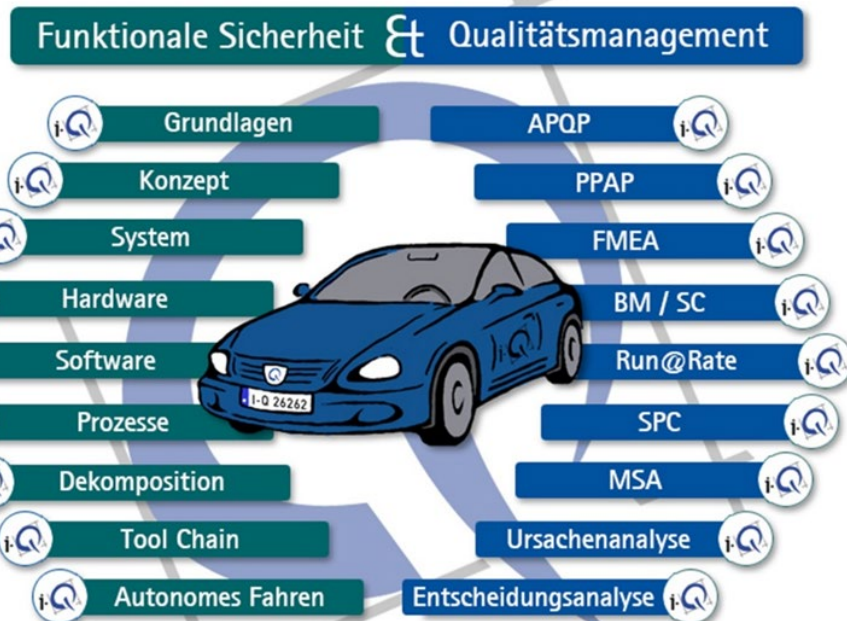 Funktionale Sicherheit & Qualitätsmanagement
Grundlagen
Konzept
System
Hardware
Software
Prozesse
Dekomposition
Tool Chain
Autonomes Fahren
APQP
PPAP
FMEA
BM / SC
Run@Rate
SPC
MSA
Ursachenanalyse
Entscheidungsanalyse
i-Q
i-Q
i-Q
i-Q
i-Q
i-Q
i-Q
i-Q
i-Q
i-Q
i-Q
i-Q
i-Q
i-Q
I-Q 26262